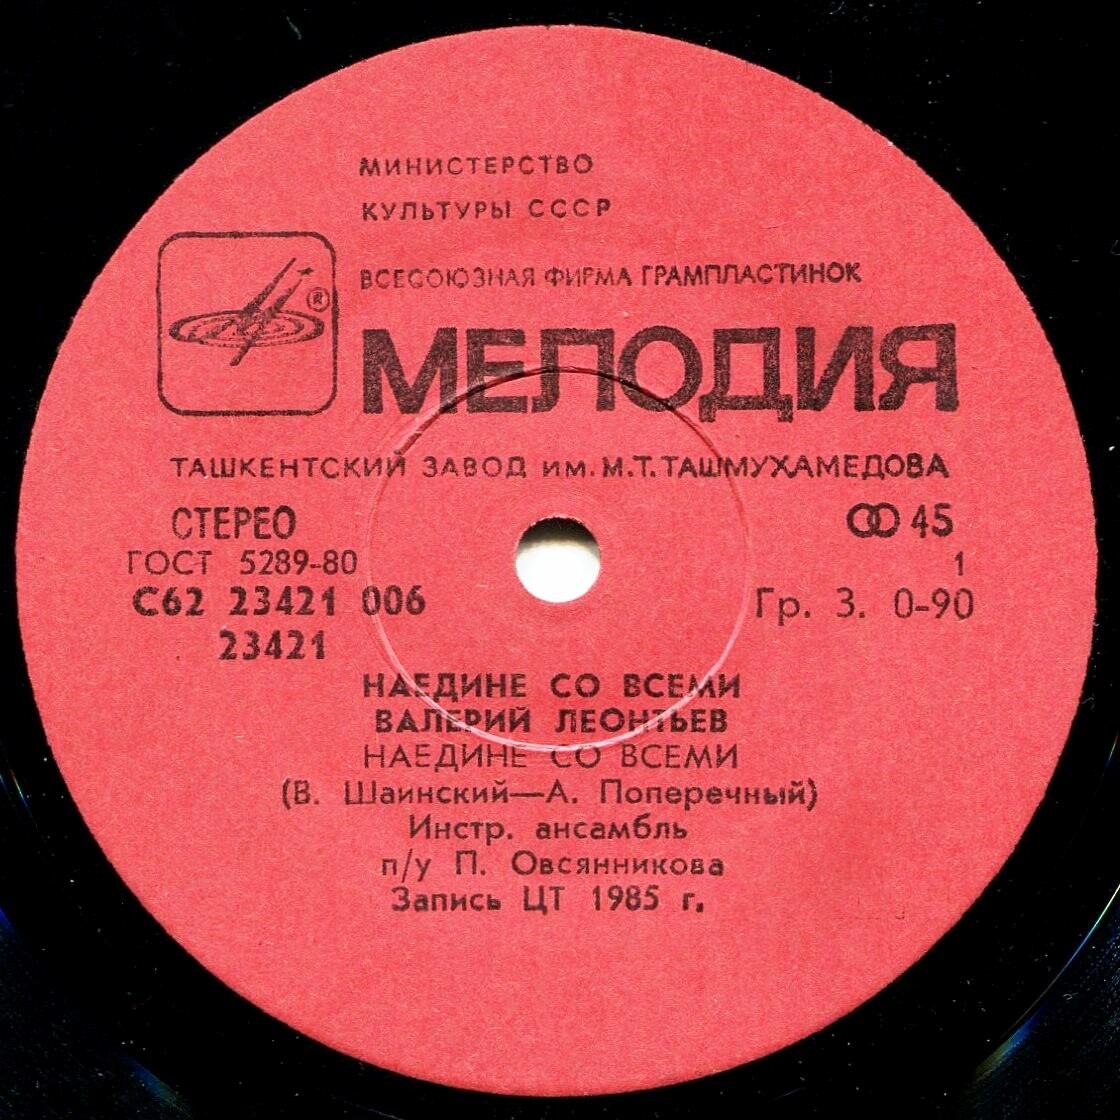 МИНИСТЕРСТВО
КУЛЬТУРЫ СССР
ВСЕСОЮЗНАЯ ФИРМА ГРАМПЛАСТИНОК
®
МЕЛОДИЯ
ТАШКЕНТСКИЙ ЗАВОД ИМ. М.Т. ТАШМУХАМЕДОВА
СТЕРЕО
ГОСТ 5289-80
С62 23421 006
23421
45
1
Гр. 3. 0-90
НАЕДИНЕ СО ВСЕМИ
ВАЛЕРИЙ ЛЕОНТЬЕВ
НАЕДИНЕ СО ВСЕМИ
(В. Шаинский—А. Поперечный)
Инстр. ансамбль
п/у П. Овсянникова
Запись ЦТ 1985 г.